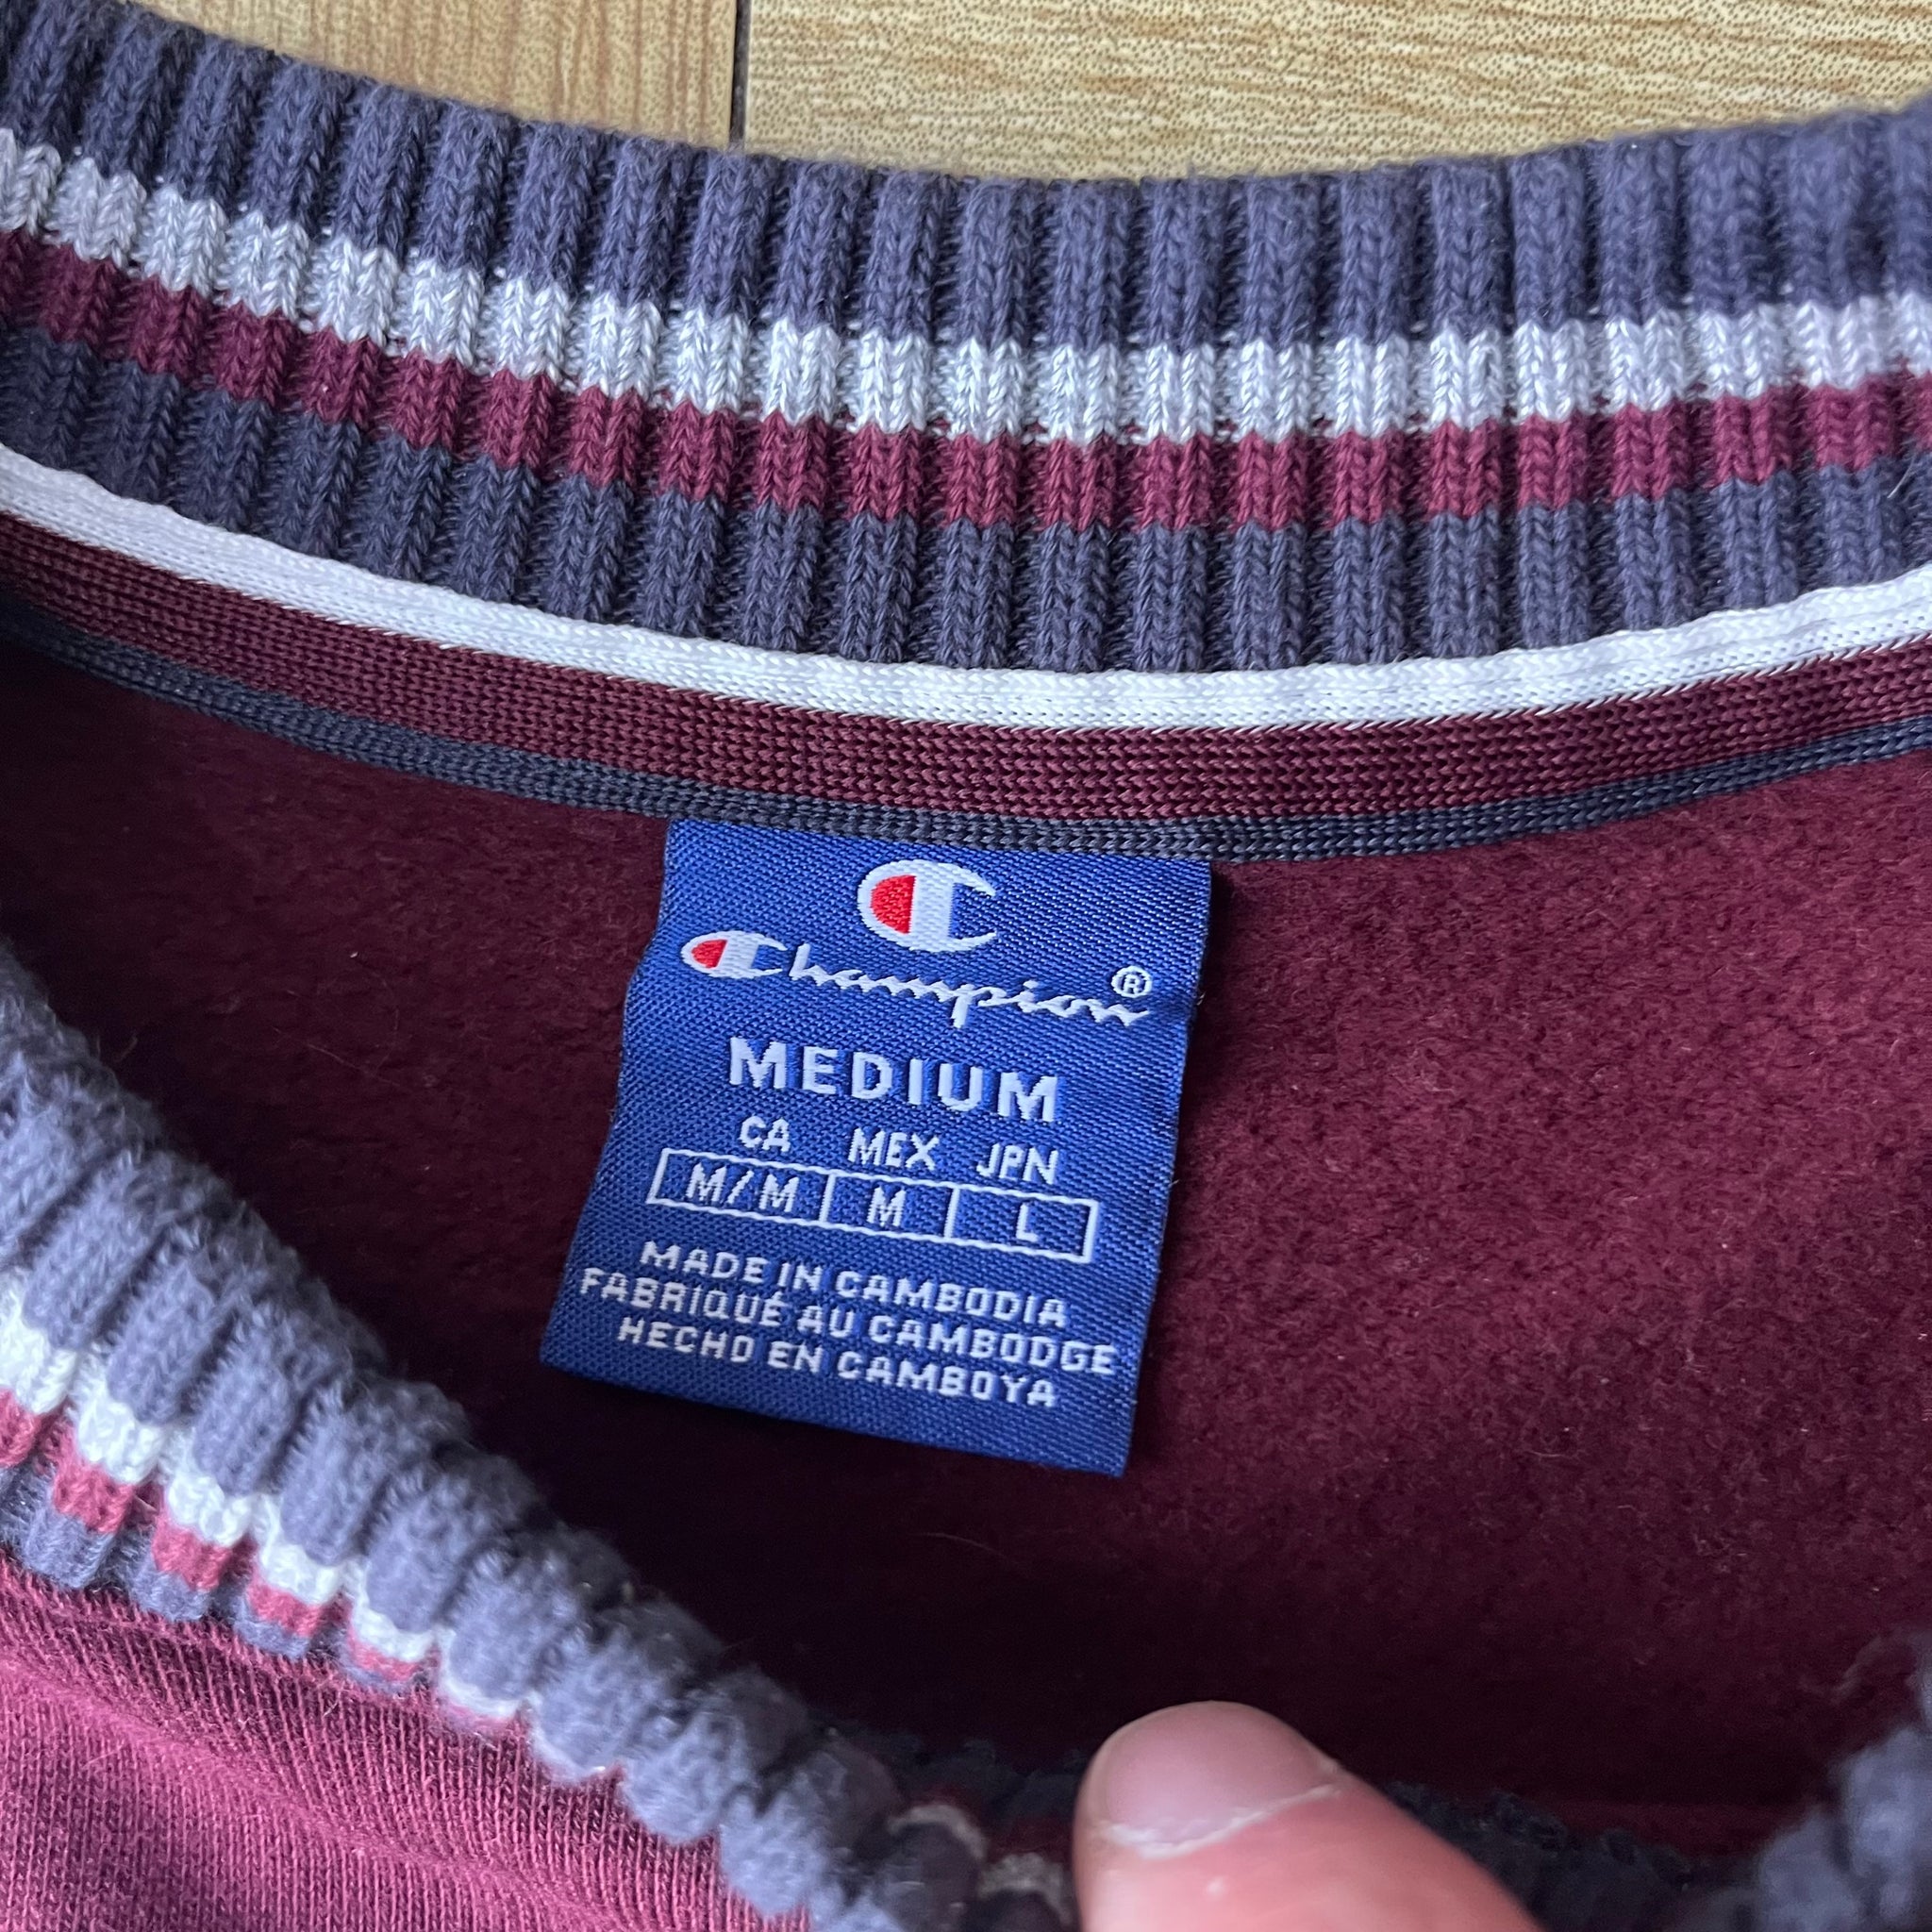 Champion®
MEDIUM
CA MEX JPN
M/M M L
MADE IN CAMBODIA
FABRIQUÉ AU CAMBODGE
HECHO EN CAMBOYA